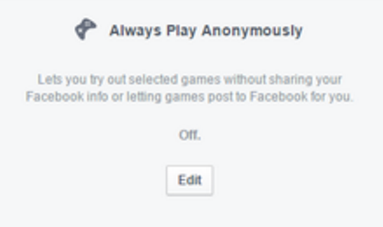 Always Play Anonymously
Lets you try out selected games without sharing your
Facebook info or letting games post to Facebook for you.
Off.
Edit